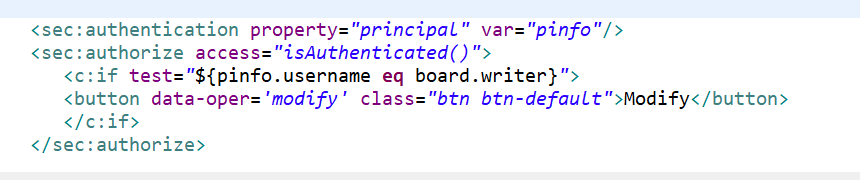 <sec:authentication property="principal" var="pinfo"/>
<sec:authorize access="isAuthenticated()">
<c:if test="${pinfo.username eq board.writer}">
<button data-oper='modify' class="btn btn-default">Modify</button>
</c:if>
</sec:authorize>